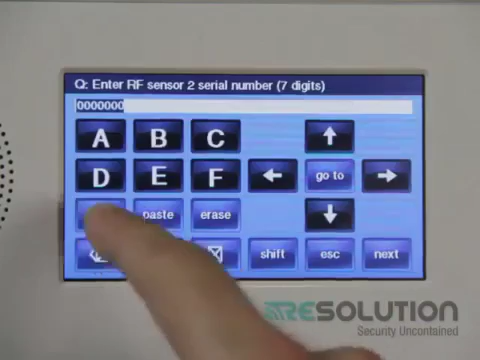 Q: Enter RF sensor 2 serial number (7 digits)
0000000
A B C
D E F go to
paste erase
shift esc next
RESOLUTION
Security Uncontained